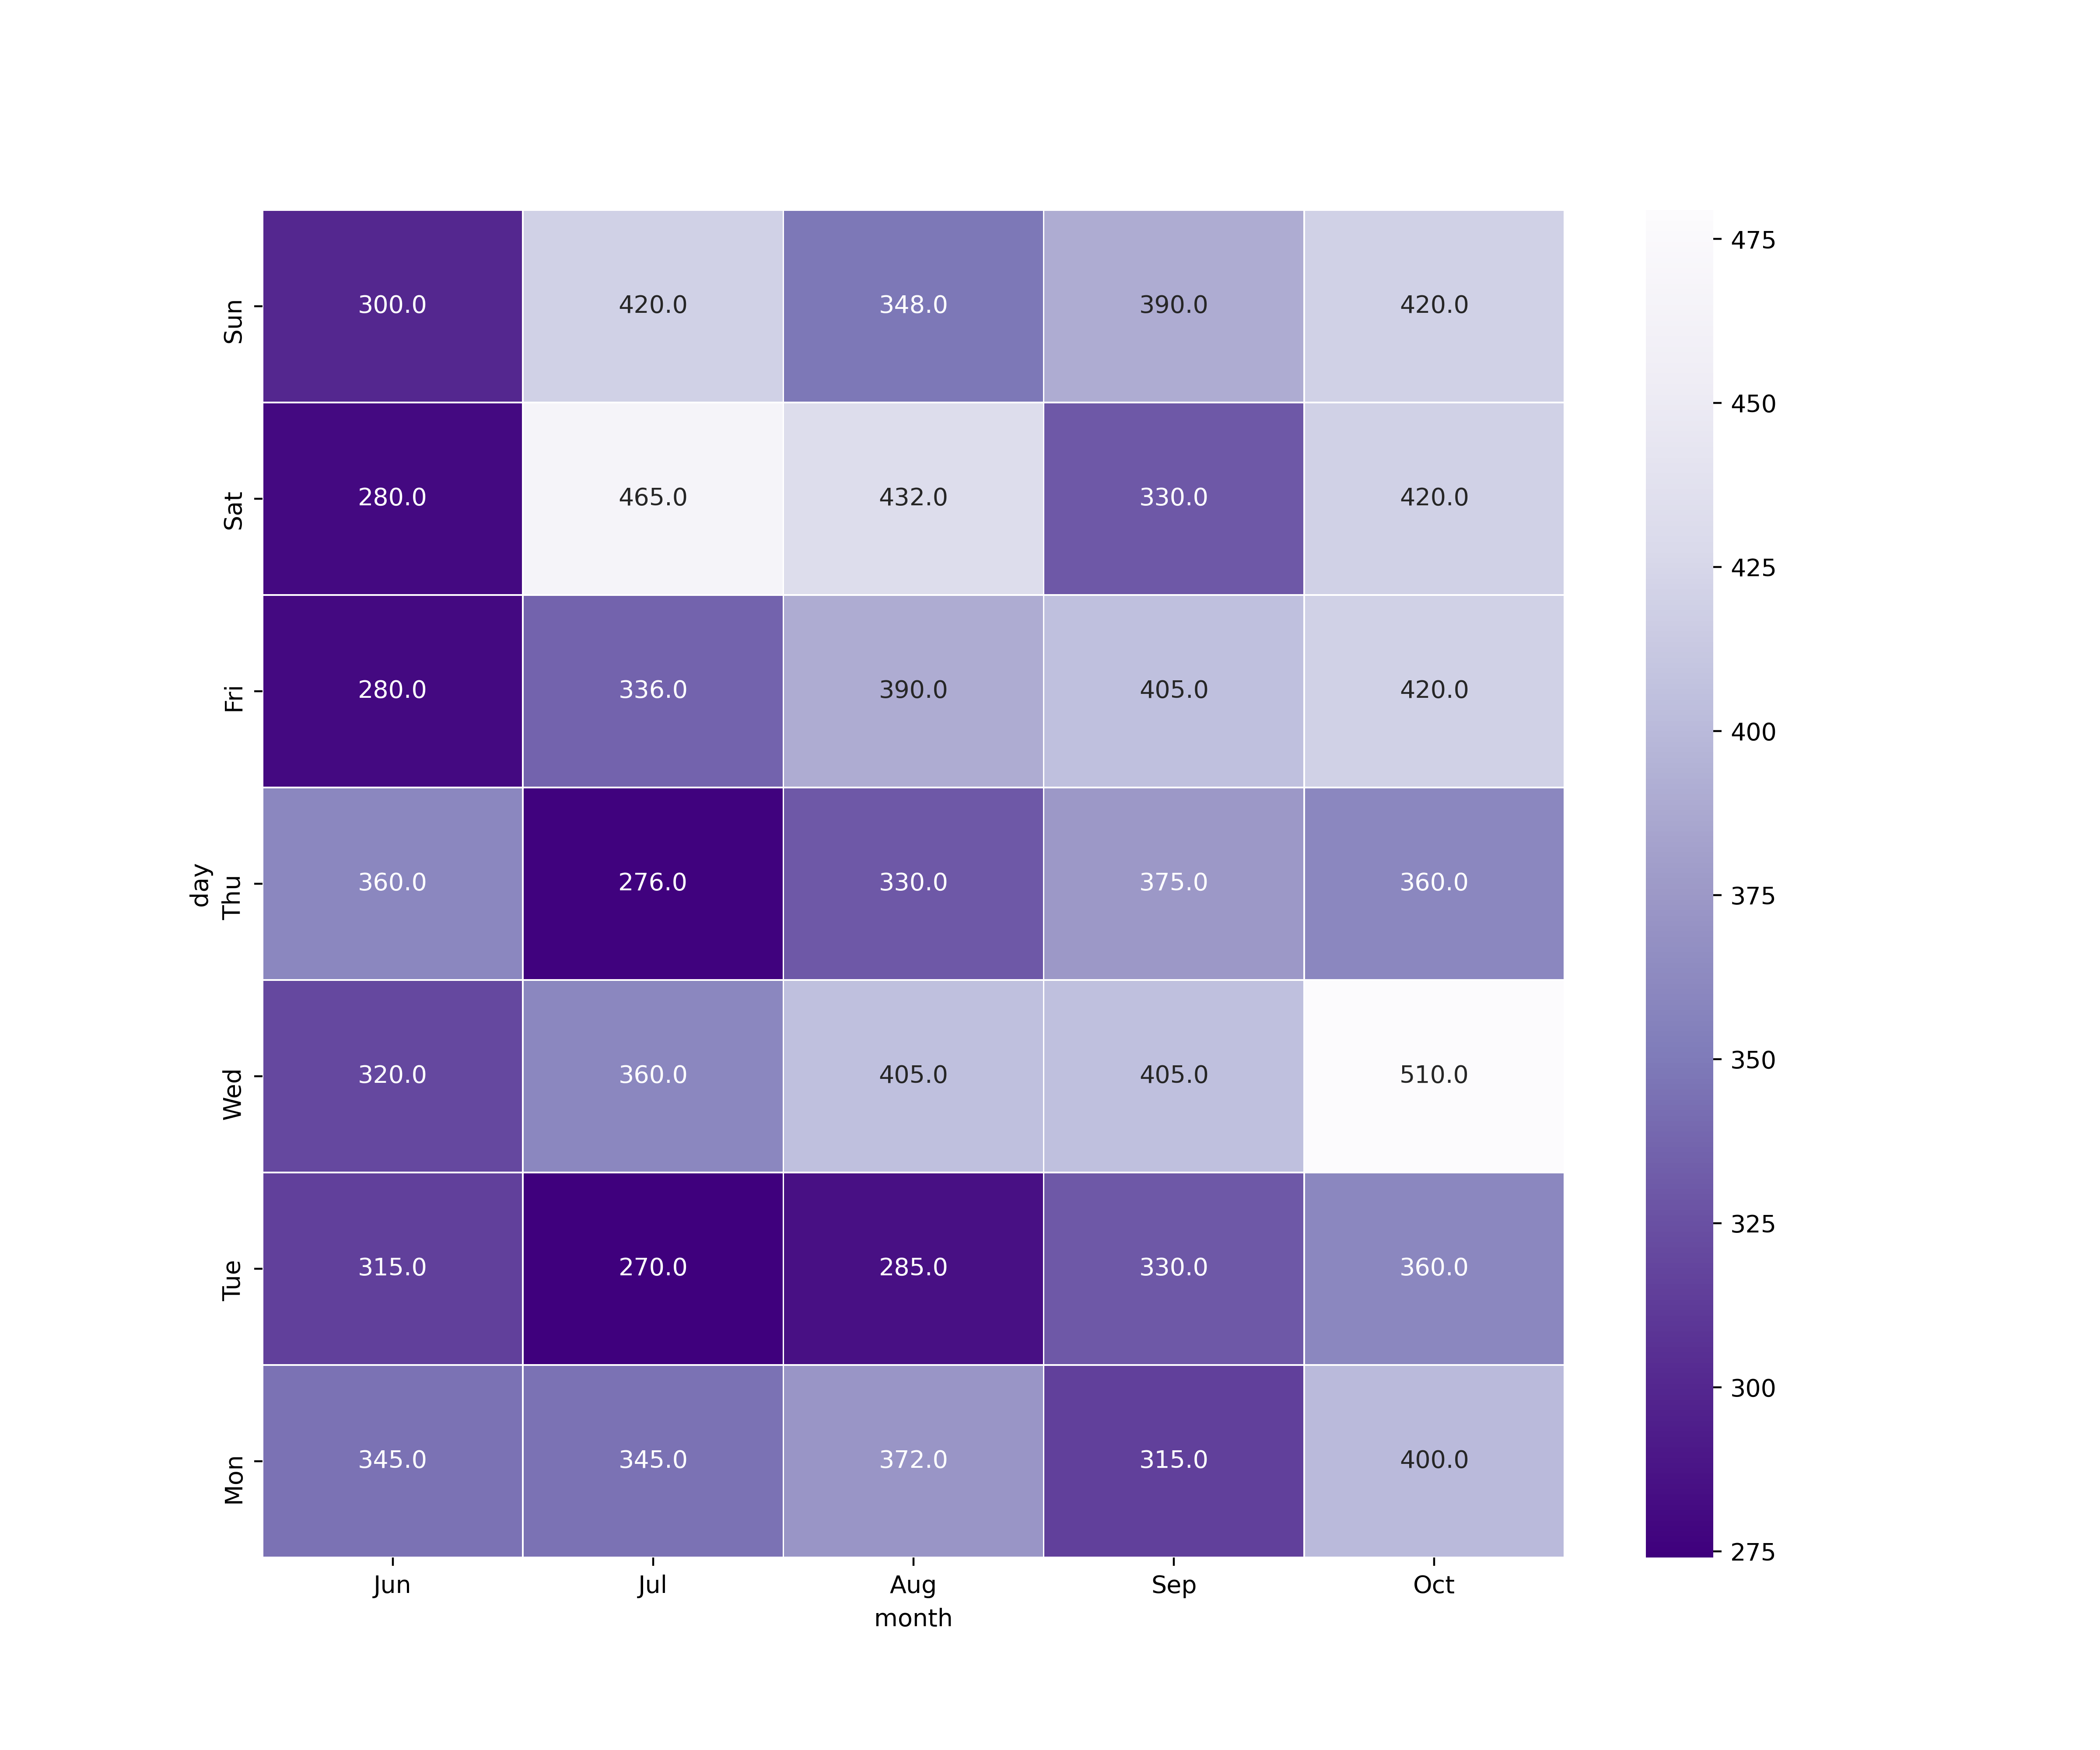 475
Sun 300.0 420.0 348.0 390.0 420.0
450
Sat 280.0 465.0 432.0 330.0 420.0
425
Fri 280.0 336.0 390.0 405.0 420.0
400
day
Thu 360.0 276.0 330.0 375.0 360.0
375
350
Wed 320.0 360.0 405.0 405.0 510.0
325
Tue 315.0 270.0 285.0 330.0 360.0
300
Mon 345.0 345.0 372.0 315.0 400.0
275
Jun Jul Aug Sep Oct
month